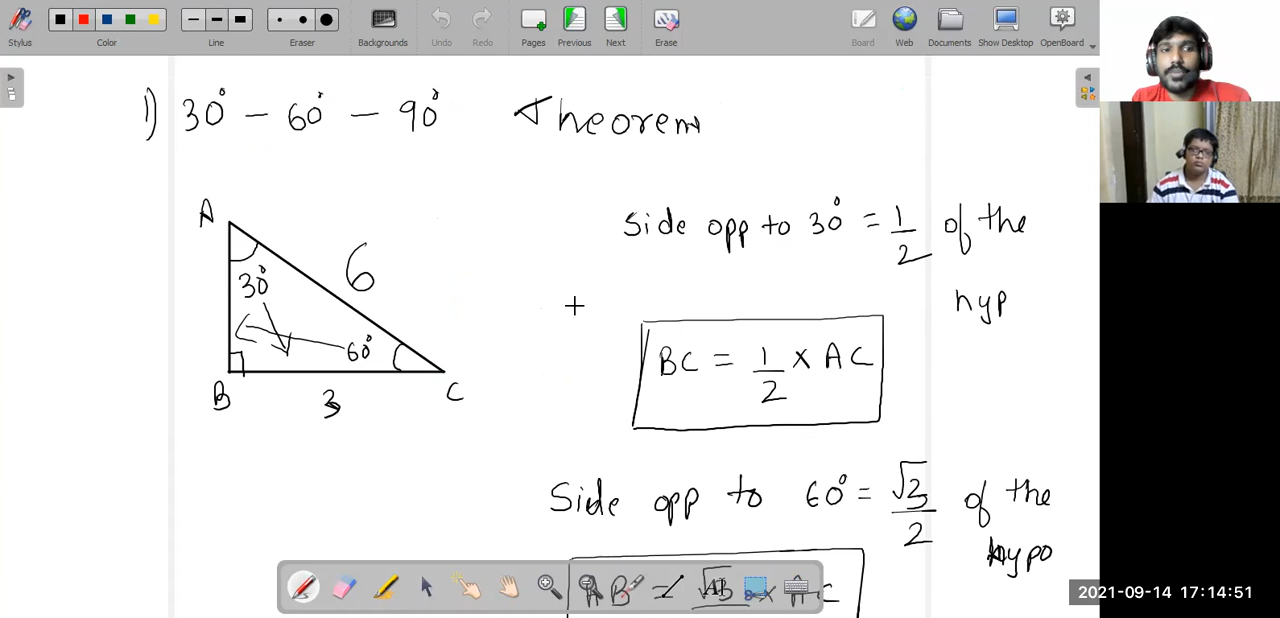 Stylus
Color
Line
Eraser
Backgrounds
Undo
Redo
Pages
Previous
Next
Erase
Board
Web
Documents
Show Desktop
OpenBoard
1) 30° - 60° - 90° Theorem
A
6
30°
60°
B
3
C
Side opp to 30° = 1/2 of the
hyp
+
BC = 1/2 × AC
Side opp to 60° = √3/2 of the
hypo
2021-09-14 17:14:51